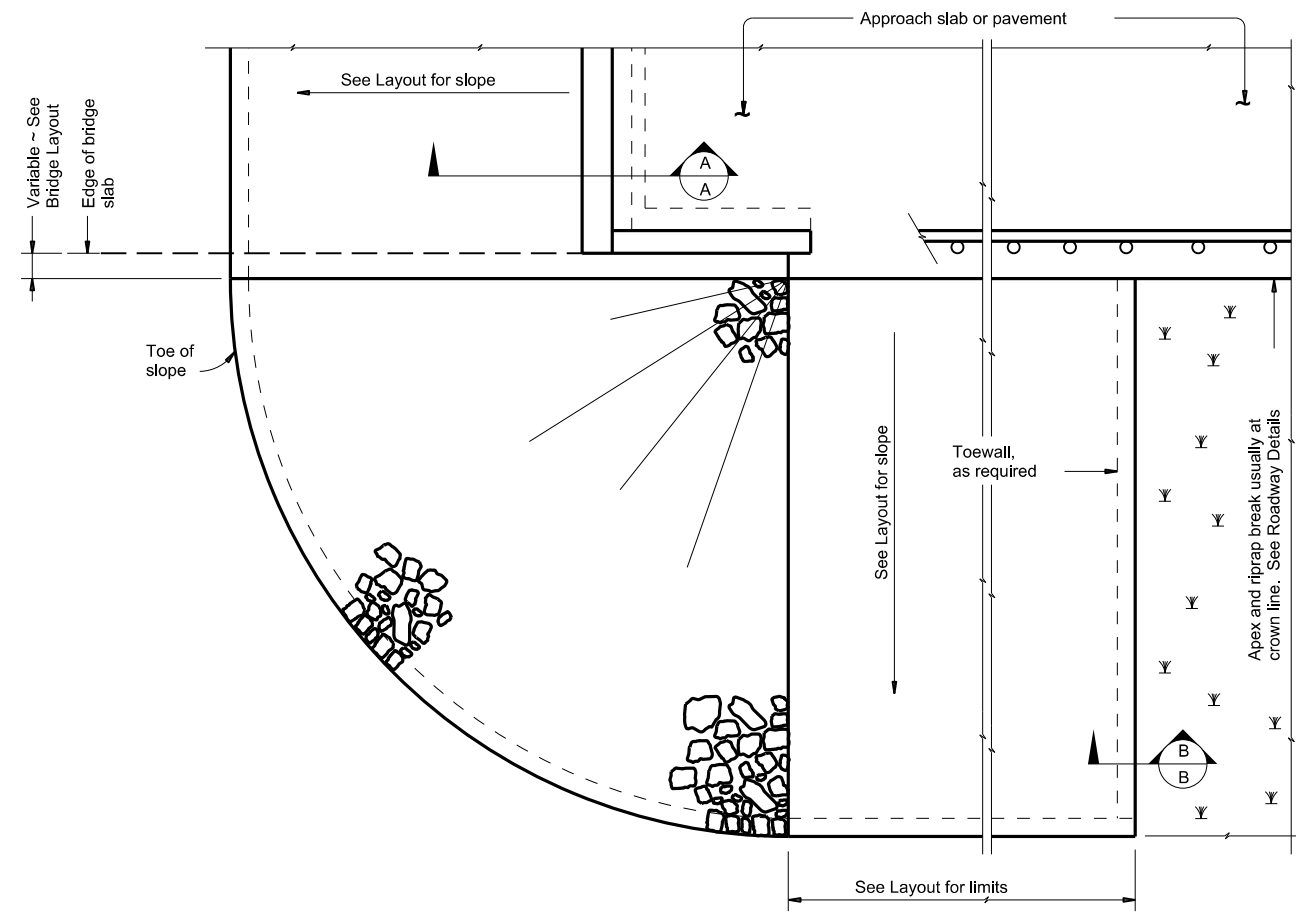 Approach slab or pavement
See Layout for slope
Variable ~ See
Bridge Layout
Edge of bridge
slab
A
A
Toe of
slope
See Layout for slope
Toewall,
as required
Apex and riprap break usually at
crown line. See Roadway Details
B
B
See Layout for limits